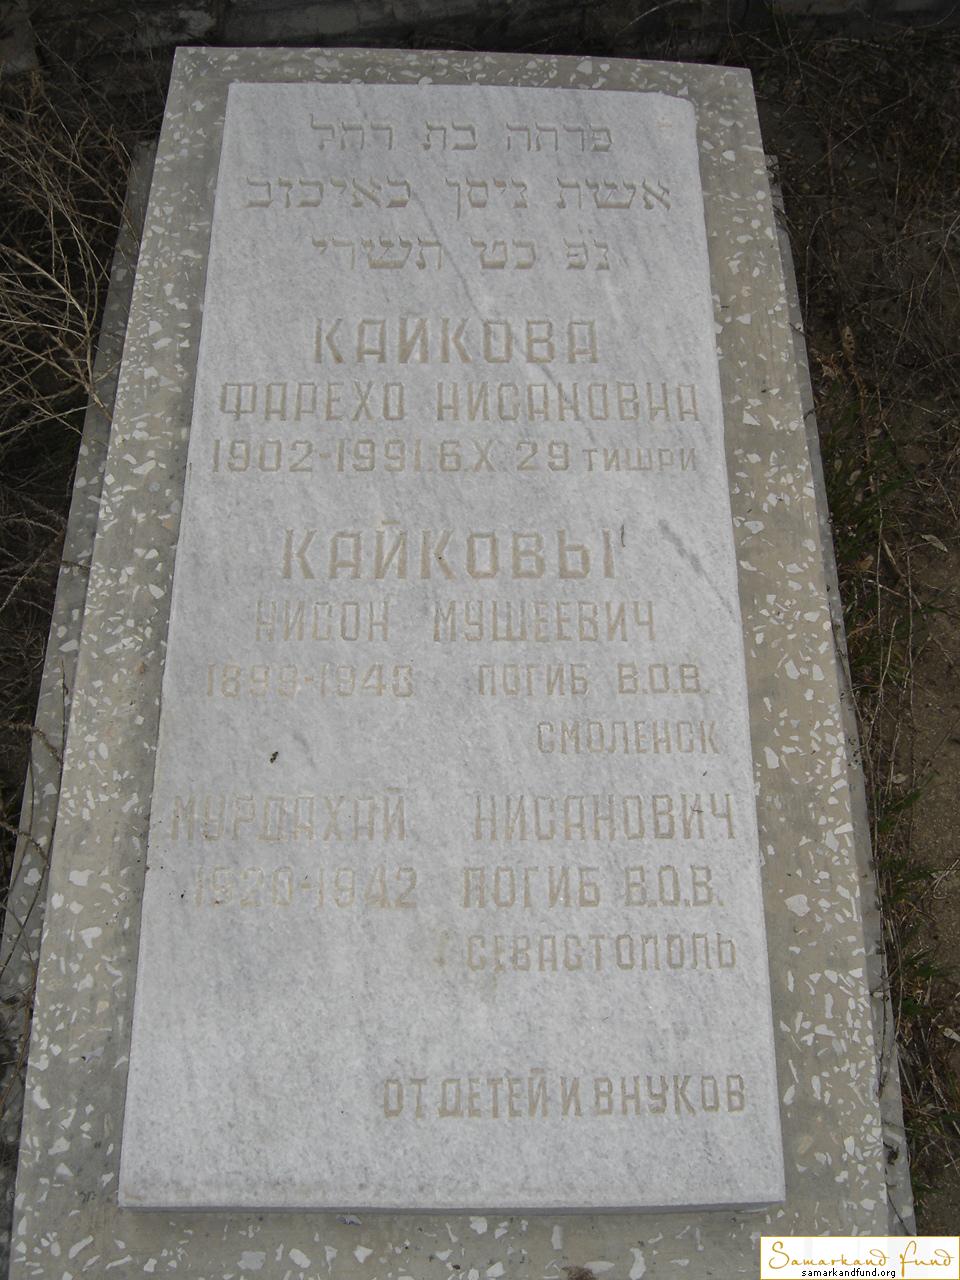 פרחה בת רחל
אשת ניסן כאיכוב
נפ כט תשרי
КАЙКОВА
ФАРЕХО НИСАНОВНА
1902-1991.6.X 29 ТИШРИ
КАЙКОВЫ
НИСОН МУШЕЕВИЧ
1899-1943 ПОГИБ В.О.В.
СМОЛЕНСК
МУРДАХАЙ НИСАНОВИЧ
1920-1942 ПОГИБ В.О.В.
СЕВАСТОПОЛЬ
ОТ ДЕТЕЙ И ВНУКОВ
Samarkand Fund
samarkandfund.org